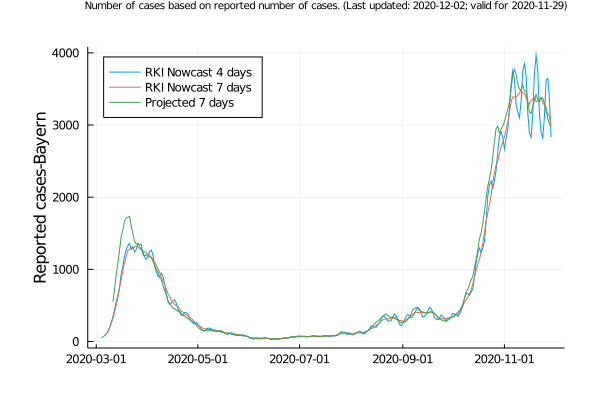 Number of cases based on reported number of cases. (Last updated: 2020-12-02; valid for 2020-11-29)
4000
RKI Nowcast 4 days
RKI Nowcast 7 days
Projected 7 days
3000
Reported cases-Bayern
2000
1000
0
2020-03-01 2020-05-01 2020-07-01 2020-09-01 2020-11-01